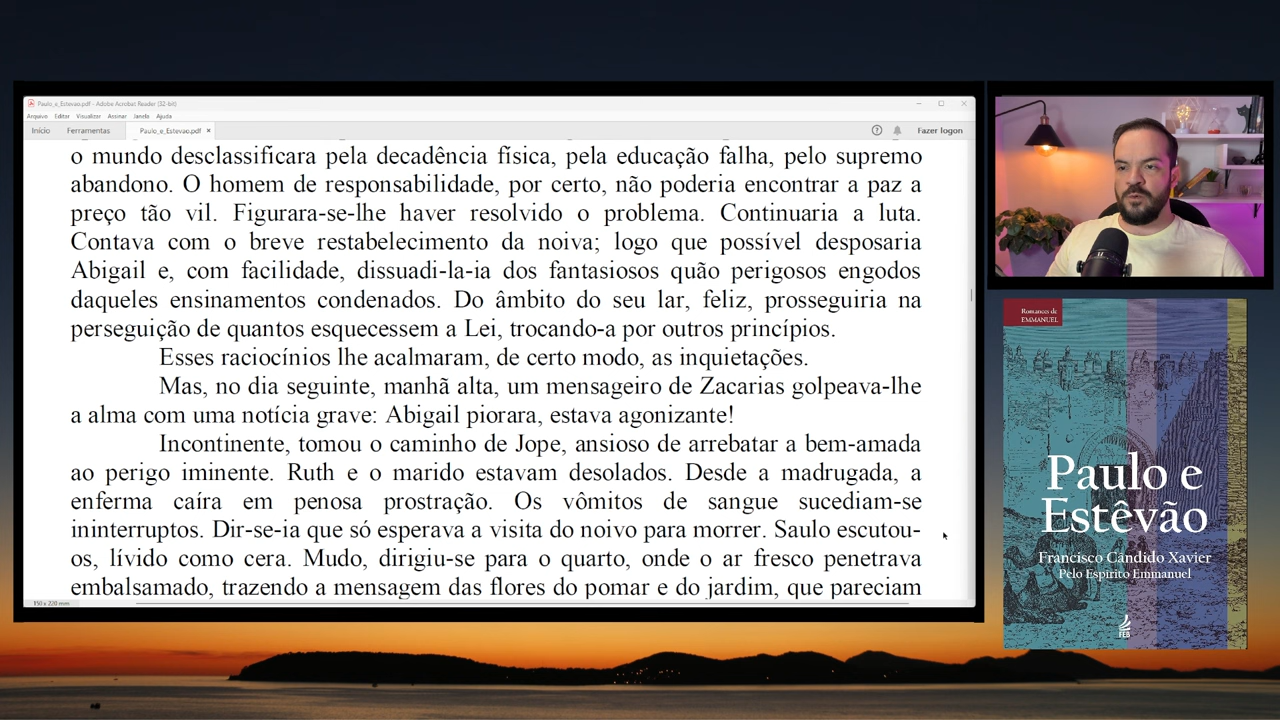 Paulo_e_Estevao.pdf - Adobe Acrobat Reader (32-bit)
Arquivo Editar Visualizar Assinar Janela Ajuda
Início Ferramentas Paulo_e_Estevao.pdf × Fazer logon
o mundo desclassificara pela decadência física, pela educação falha, pelo supremo
abandono. O homem de responsabilidade, por certo, não poderia encontrar a paz a
preço tão vil. Figurara-se-lhe haver resolvido o problema. Continuaria a luta.
Contava com o breve restabelecimento da noiva; logo que possível desposaria
Abigail e, com facilidade, dissuadi-la-ia dos fantasiosos quão perigosos engodos
daqueles ensinamentos condenados. Do âmbito do seu lar, feliz, prosseguiria na
perseguição de quantos esquecessem a Lei, trocando-a por outros princípios.
Esses raciocínios lhe acalmaram, de certo modo, as inquietações.
Mas, no dia seguinte, manhã alta, um mensageiro de Zacarias golpeava-lhe
a alma com uma notícia grave: Abigail piorara, estava agonizante!
Incontinente, tomou o caminho de Jope, ansioso de arrebatar a bem-amada
ao perigo iminente. Ruth e o marido estavam desolados. Desde a madrugada, a
enferma caíra em penosa prostração. Os vômitos de sangue sucediam-se
ininterruptos. Dir-se-ia que só esperava a visita do noivo para morrer. Saulo escutou-
os, lívido como cera. Mudo, dirigiu-se para o quarto, onde o ar fresco penetrava
embalsamado, trazendo a mensagem das flores do pomar e do jardim, que pareciam
150 x 220 mm
Romances de
EMMANUEL
Paulo e
Estêvão
Francisco Cândido Xavier
Pelo Espírito Emmanuel
FEB